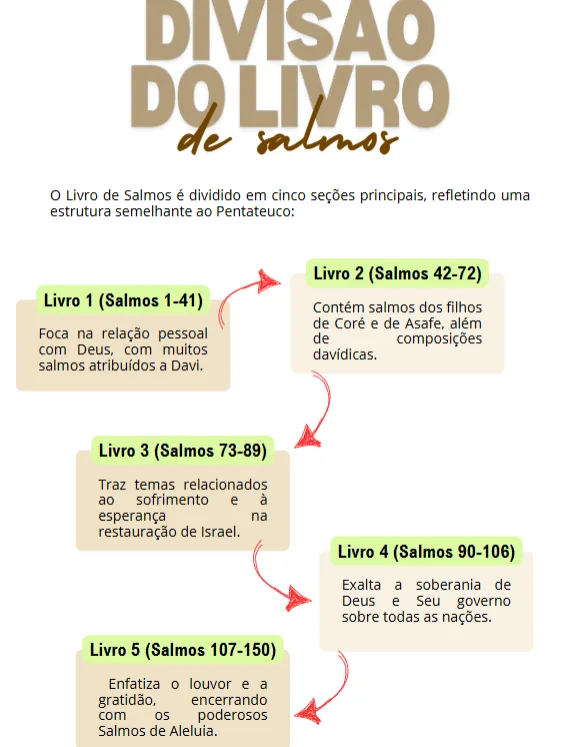 DIVISÃO
DO LIVRO
de salmos
O Livro de Salmos é dividido em cinco seções principais, refletindo uma
estrutura semelhante ao Pentateuco:
Livro 1 (Salmos 1-41)
Foca na relação pessoal
com Deus, com muitos
salmos atribuídos a Davi.
Livro 2 (Salmos 42-72)
Contém salmos dos filhos
de Coré e de Asafe, além
de composições
davídicas.
Livro 3 (Salmos 73-89)
Traz temas relacionados
ao sofrimento e à
esperança na
restauração de Israel.
Livro 4 (Salmos 90-106)
Exalta a soberania de
Deus e Seu governo
sobre todas as nações.
Livro 5 (Salmos 107-150)
Enfatiza o louvor e a
gratidão, encerrando
com os poderosos
Salmos de Aleluia.